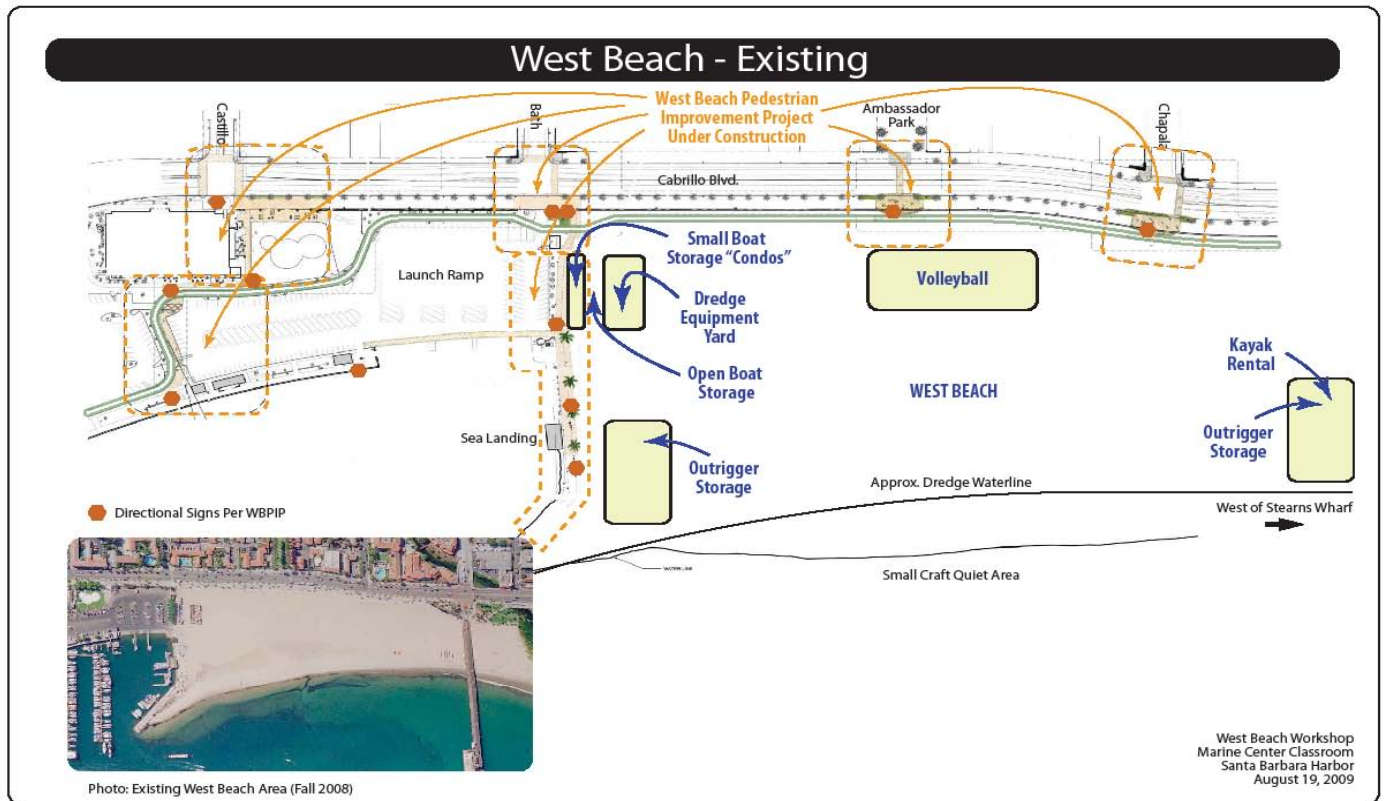 West Beach - Existing
West Beach Pedestrian
Improvement Project
Under Construction
Castillo
Bath
Ambassador
Park
Chapala
Cabrillo Blvd.
Small Boat
Storage "Condos"
Launch Ramp
Volleyball
Dredge
Equipment
Yard
Open Boat
Storage
WEST BEACH
Kayak
Rental
Outrigger
Storage
Sea Landing
Outrigger
Storage
Approx. Dredge Waterline
West of Stearns Wharf
Directional Signs Per WBPIP
WATER LINE
Small Craft Quiet Area
Photo: Existing West Beach Area (Fall 2008)
West Beach Workshop
Marine Center Classroom
Santa Barbara Harbor
August 19, 2009